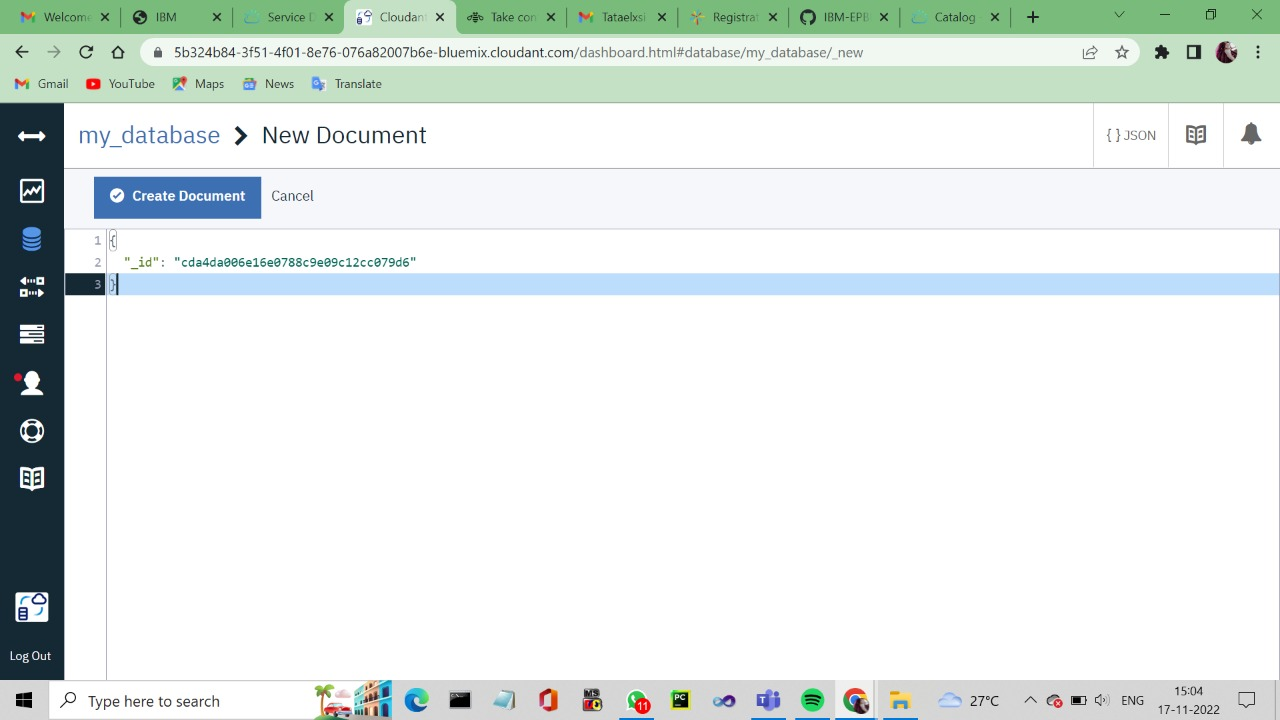 Welcome
IBM
Service D
Cloudant
Take con
Tataelxsi
Registrat
IBM-EPB
Catalog
5b324b84-3f51-4f01-8e76-076a82007b6e-bluemix.cloudant.com/dashboard.html#database/my_database/_new
Gmail
YouTube
Maps
News
Translate
my_database
New Document
{ } JSON
Create Document
Cancel
1 {
2 "_id": "cda4da006e16e0788c9e09c12cc079d6"
3 }
Log Out
Type here to search
11
PC
27°C
ENG
15:04
17-11-2022